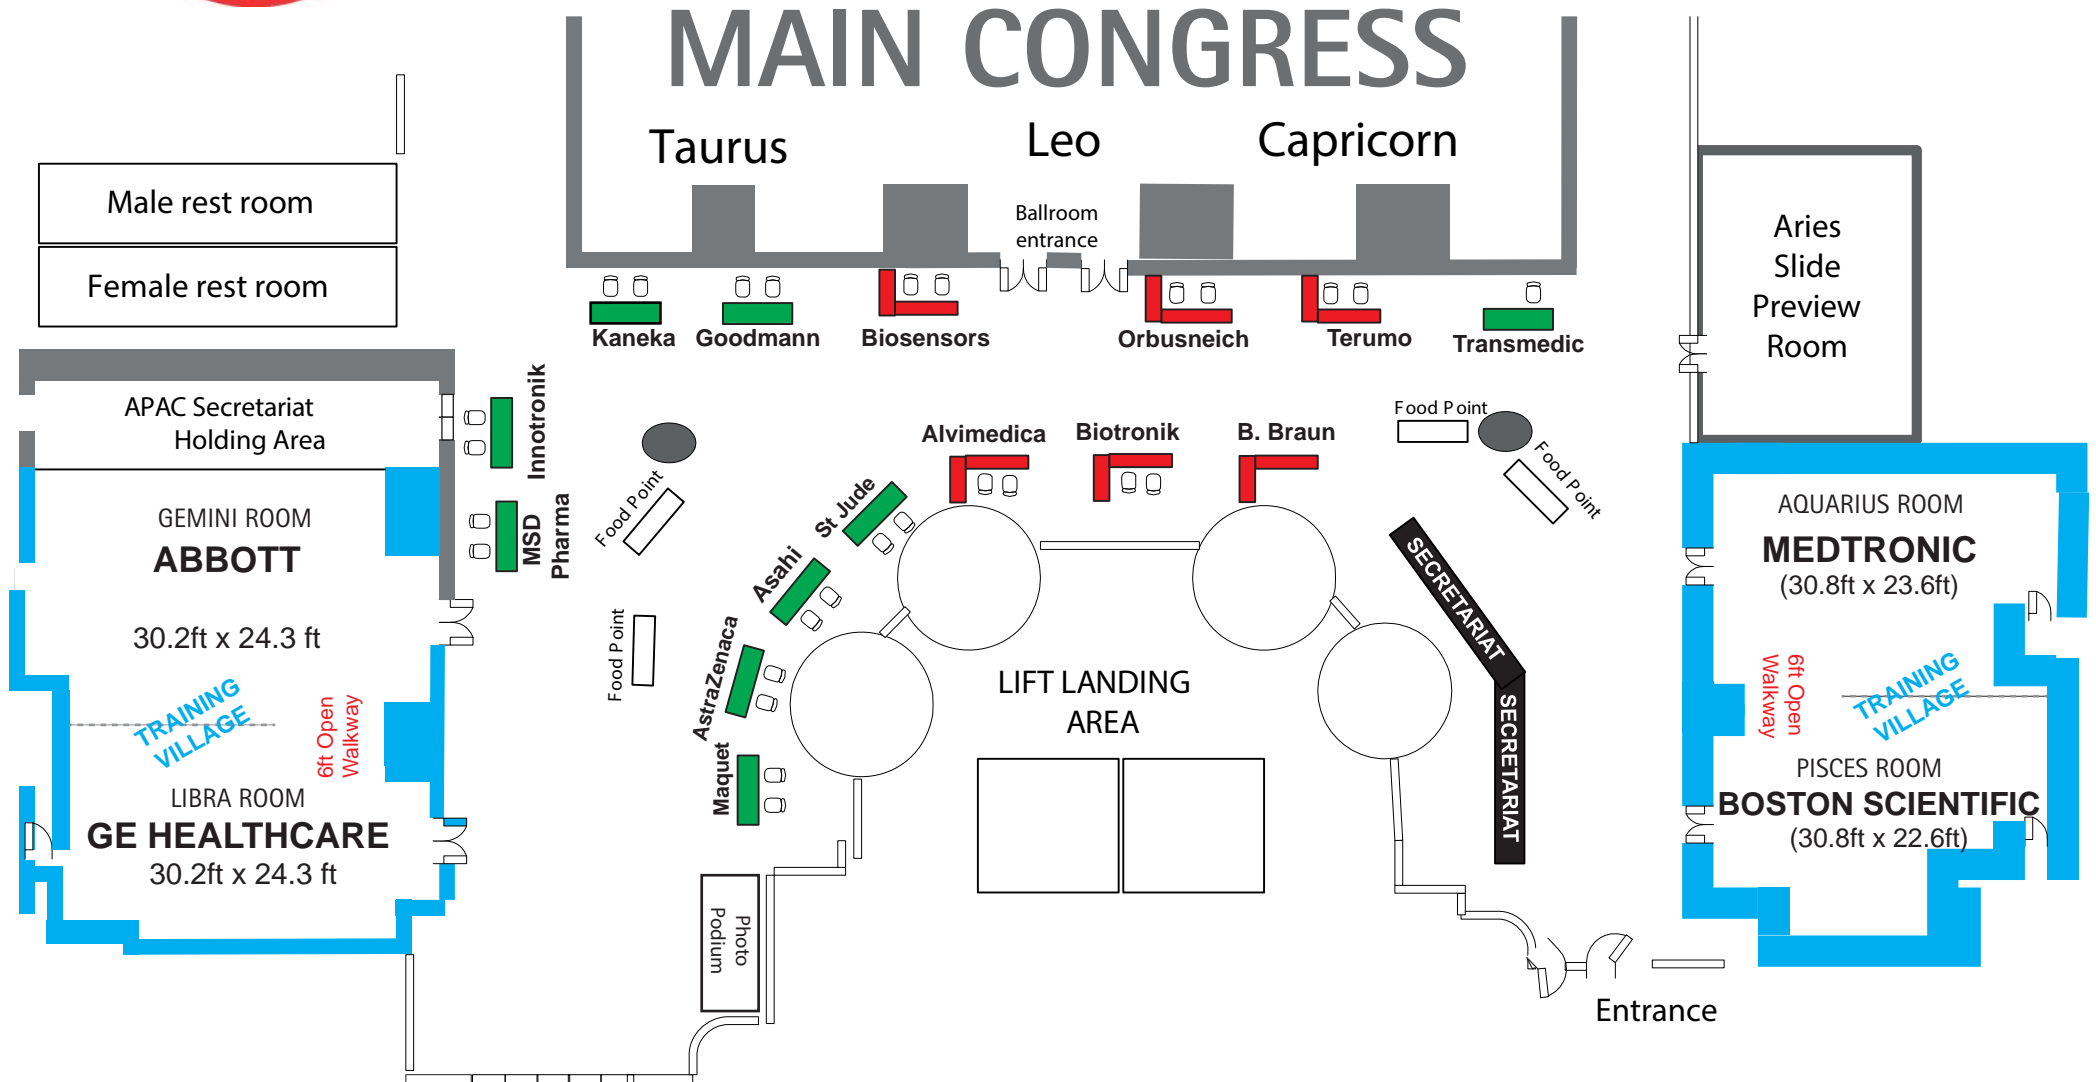 MAIN CONGRESS
Taurus
Leo
Capricorn
Male rest room
Female rest room
Ballroom
entrance
Aries
Slide
Preview
Room
Kaneka
Goodmann
Biosensors
Orbusneich
Terumo
Transmedic
APAC Secretariat
Holding Area
Innotronik
MSD
Pharma
Food Point
Food Point
Food Point
Food Point
Alvimedica
Biotronik
B. Braun
St Jude
Asahi
AstraZenaca
Maquet
GEMINI ROOM
ABBOTT
30.2ft x 24.3 ft
TRAINING
VILLAGE
6ft Open
Walkway
LIBRA ROOM
GE HEALTHCARE
30.2ft x 24.3 ft
LIFT LANDING
AREA
SECRETARIAT
SECRETARIAT
AQUARIUS ROOM
MEDTRONIC
(30.8ft x 23.6ft)
6ft Open
Walkway
TRAINING
VILLAGE
PISCES ROOM
BOSTON SCIENTIFIC
(30.8ft x 22.6ft)
Photo
Podium
Entrance